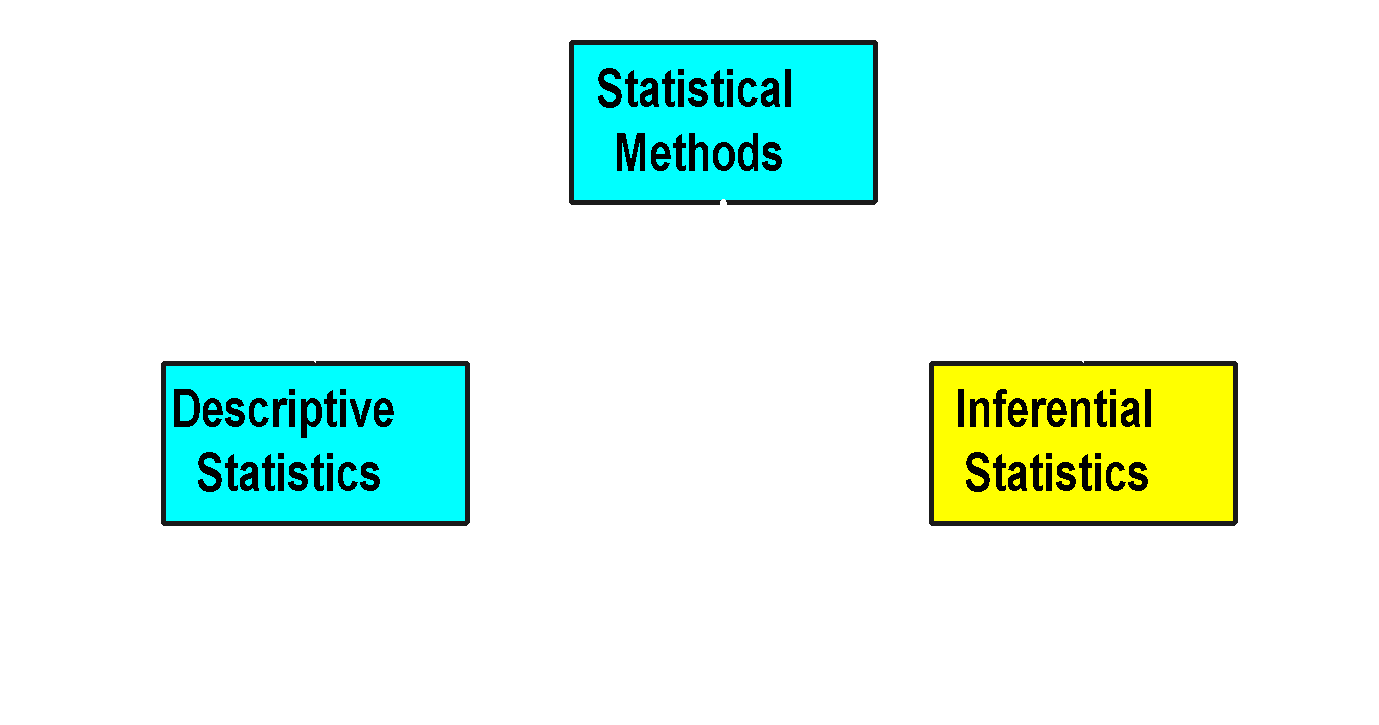 Statistical
Methods
Descriptive
Statistics
Inferential
Statistics